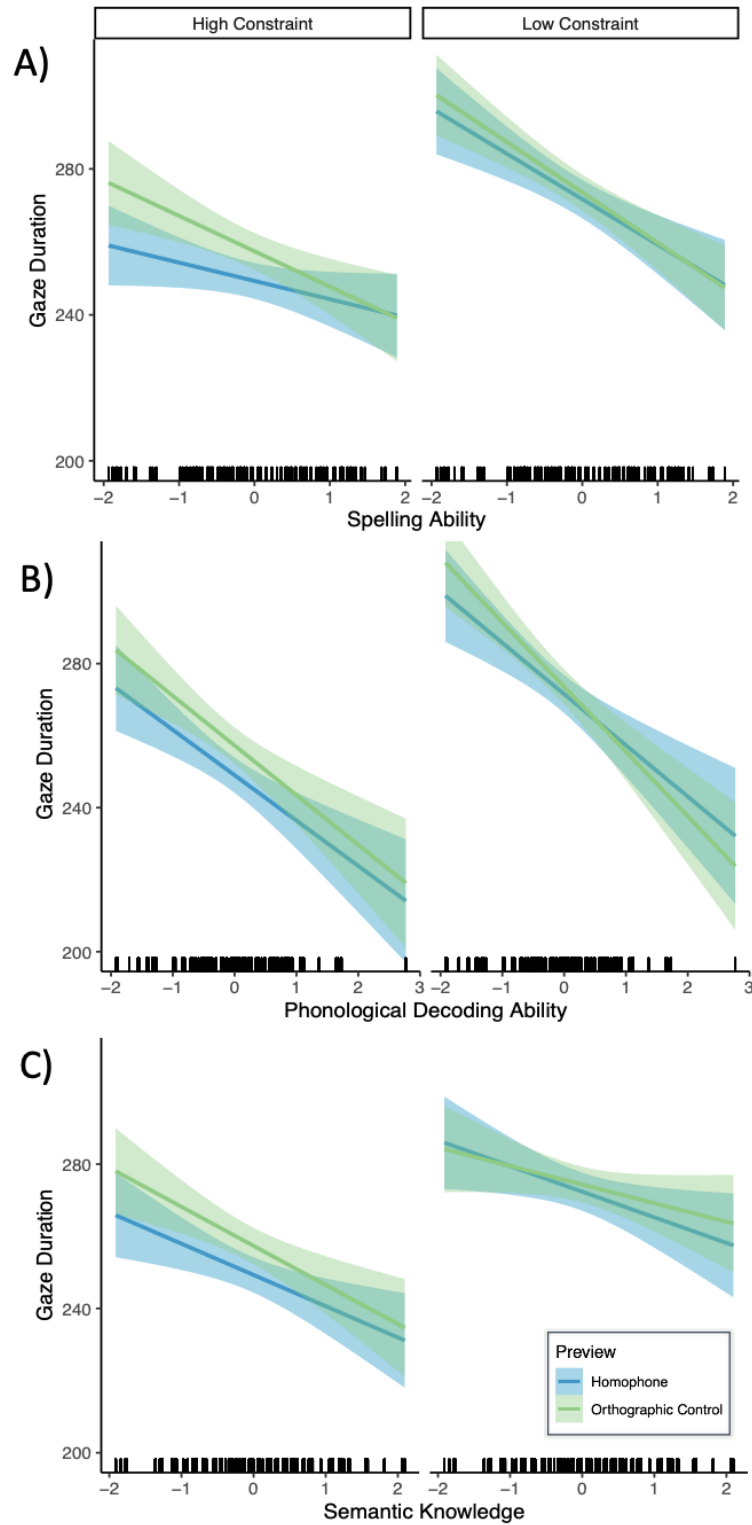 High Constraint Low Constraint
A)
Gaze Duration
280
240
200
−2 −1 0 1 2 −2 −1 0 1 2
Spelling Ability
B)
Gaze Duration
280
240
200
−2 −1 0 1 2 3 −2 −1 0 1 2 3
Phonological Decoding Ability
C)
Gaze Duration
280
240
200
Preview
Homophone
Orthographic Control
−2 −1 0 1 2 −2 −1 0 1 2
Semantic Knowledge